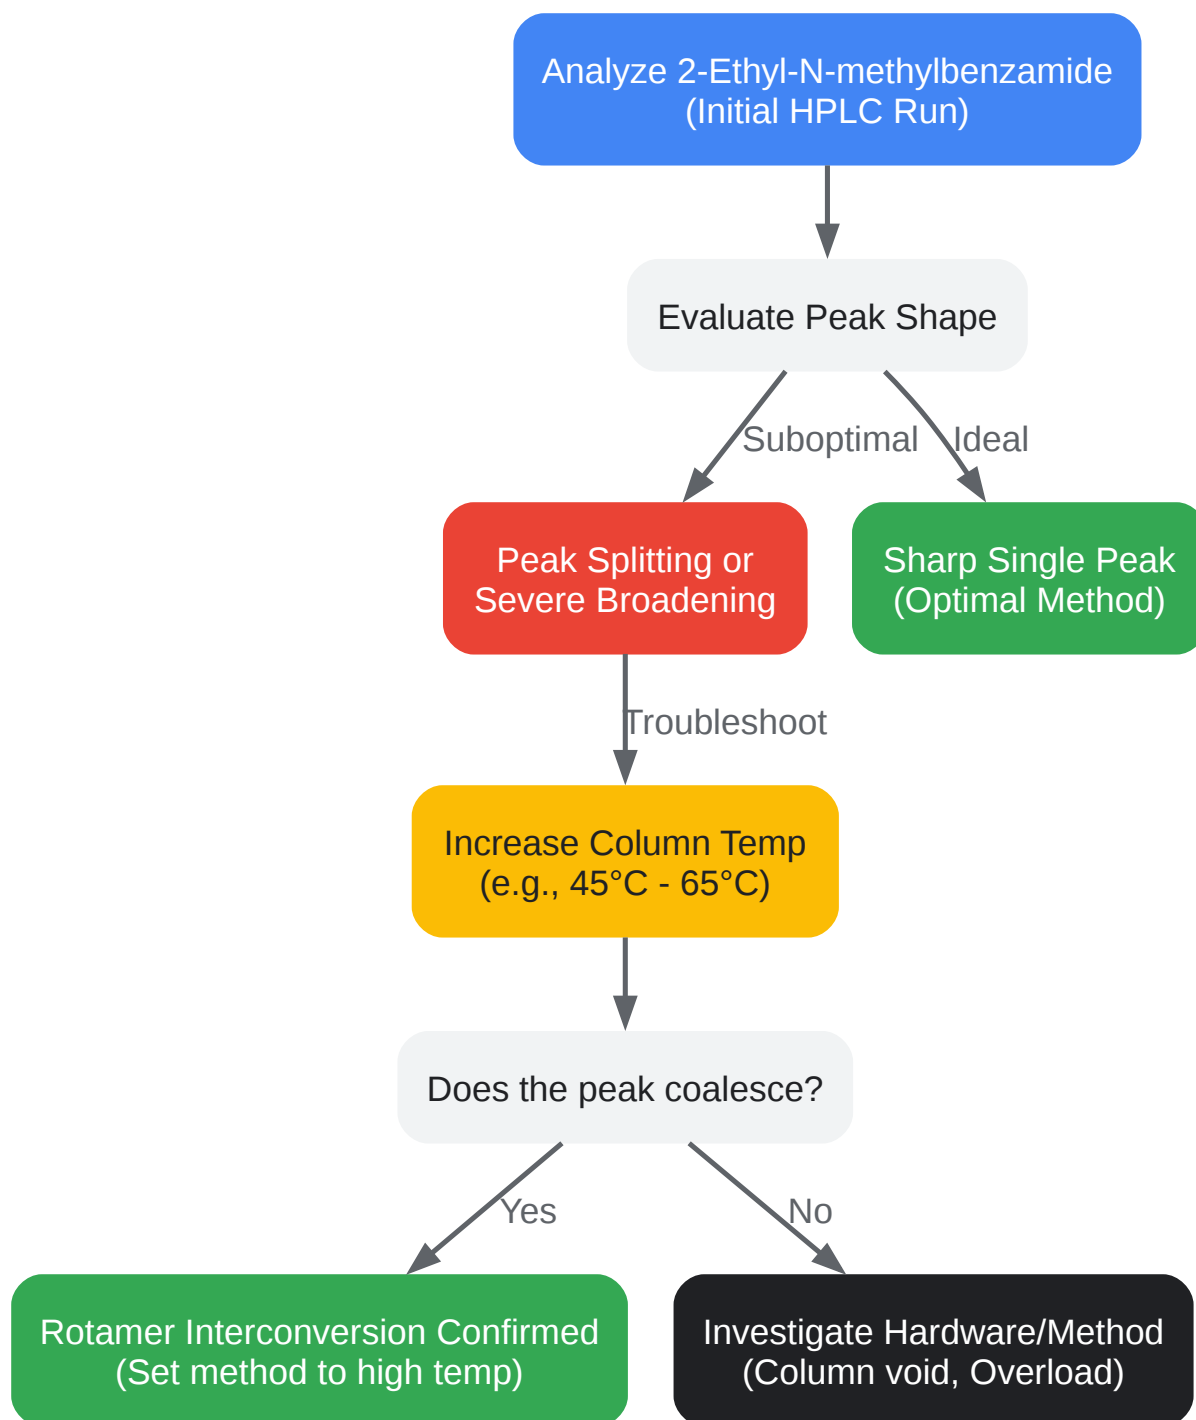 Analyze 2-Ethyl-N-methylbenzamide
(Initial HPLC Run)
Evaluate Peak Shape
Suboptimal
Ideal
Peak Splitting or
Severe Broadening
Sharp Single Peak
(Optimal Method)
Troubleshoot
Increase Column Temp
(e.g., 45°C - 65°C)
Does the peak coalesce?
Yes
No
Rotamer Interconversion Confirmed
(Set method to high temp)
Investigate Hardware/Method
(Column void, Overload)